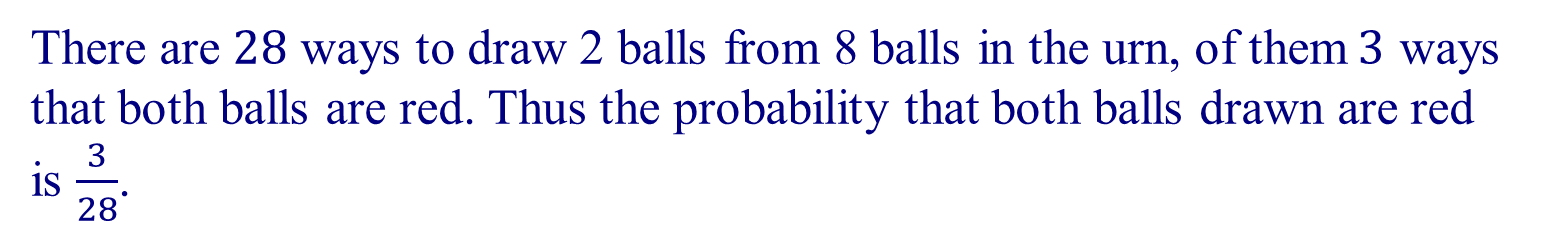 There are 28 ways to draw 2 balls from 8 balls in the urn, of them 3 ways
that both balls are red. Thus the probability that both balls drawn are red
is 3/28.